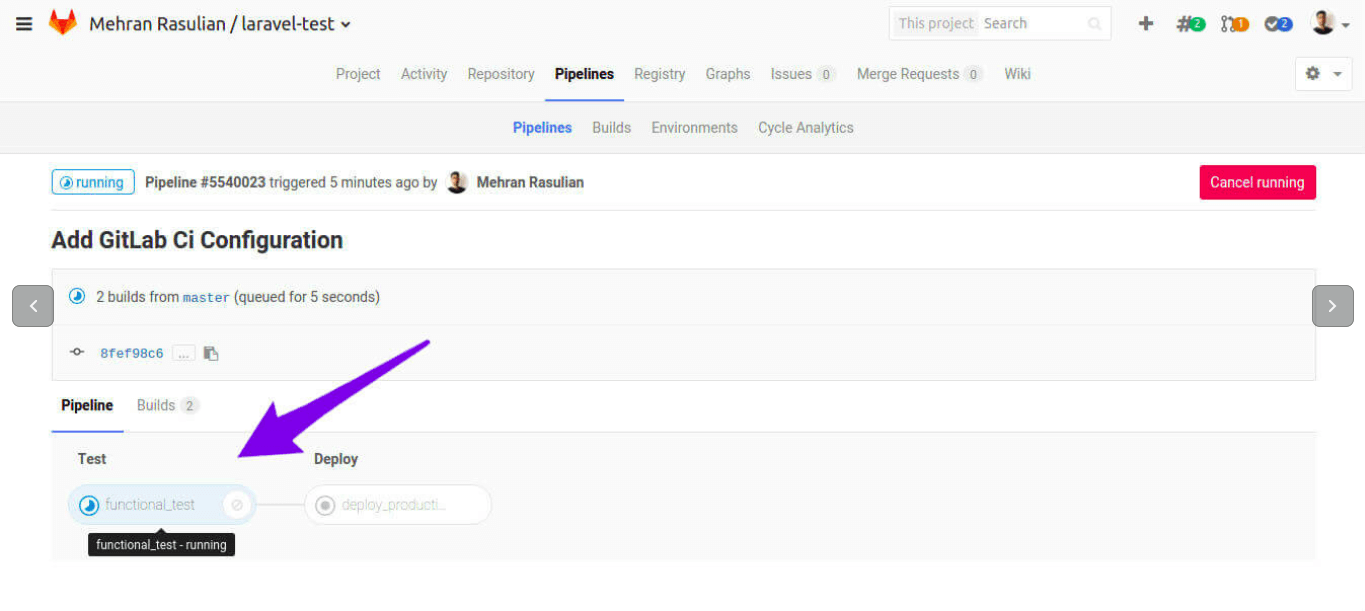 Mehran Rasulian / laravel-test
This project Search
2 1 2
Project Activity Repository Pipelines Registry Graphs Issues 0 Merge Requests 0 Wiki
Pipelines Builds Environments Cycle Analytics
running Pipeline #5540023 triggered 5 minutes ago by Mehran Rasulian Cancel running
Add GitLab Ci Configuration
2 builds from master (queued for 5 seconds)
8fef98c6 ...
Pipeline Builds 2
Test Deploy
functional_test deploy_producti...
functional_test - running